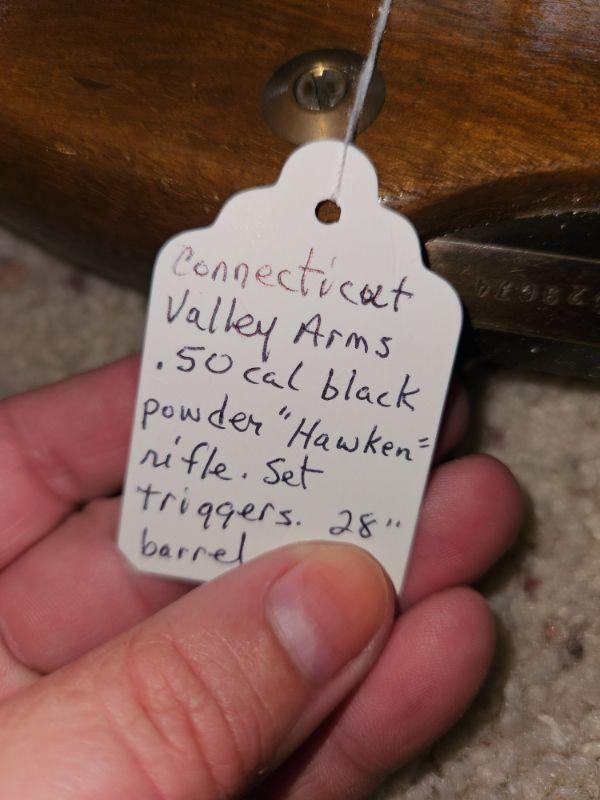 Connecticut
Valley Arms
.50 cal black
powder "Hawken"
rifle. Set
triggers. 28"
barrel